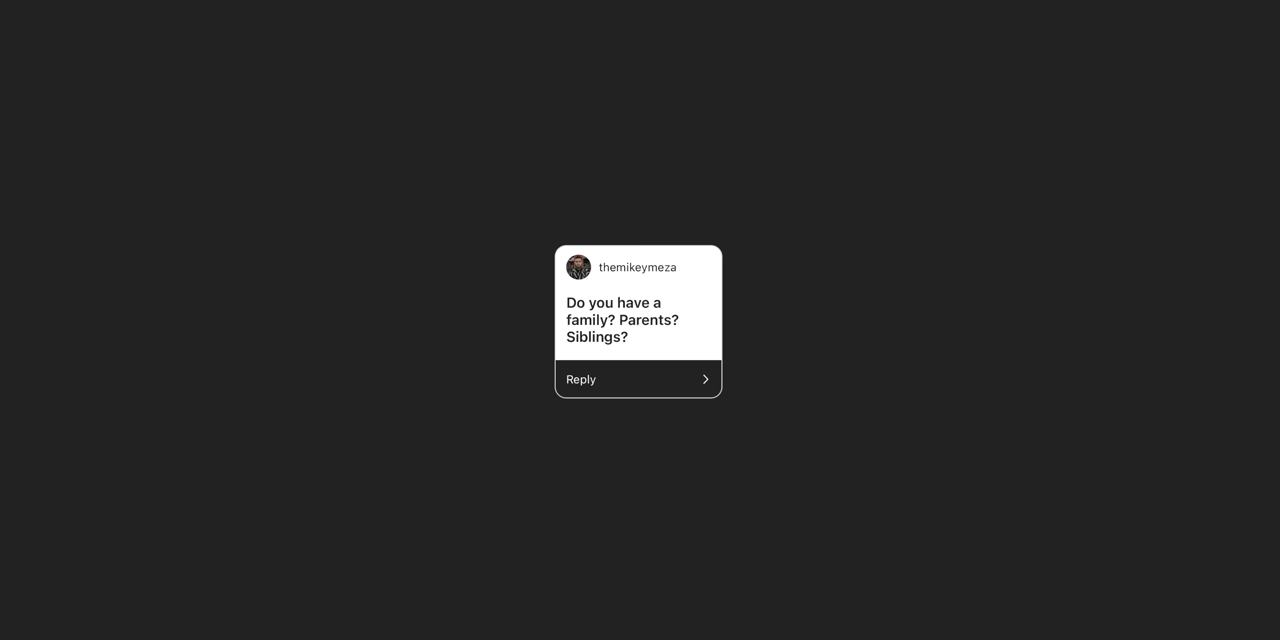 themikeymeza
Do you have a
family? Parents?
Siblings?
Reply